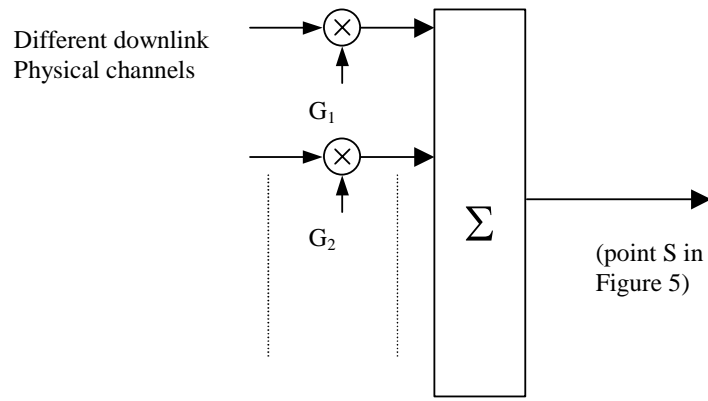 Different downlink
Physical channels
G₁
G₂
Σ
(point S in
Figure 5)